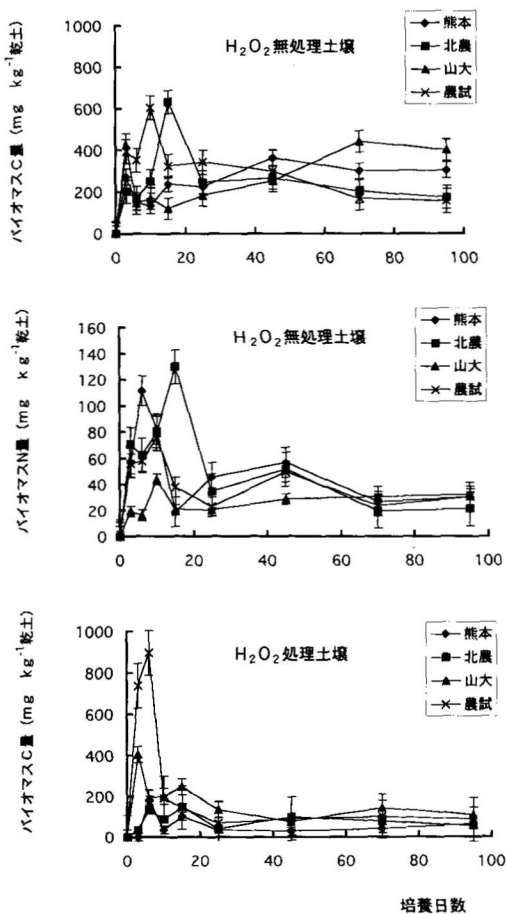 H₂O₂無処理土壌
熊本
北農
山大
農試
バイオマスC量 (mg kg⁻¹乾土)
1000
800
600
400
200
0
0 20 40 60 80 100
H₂O₂無処理土壌
熊本
北農
山大
農試
バイオマスN量 (mg kg⁻¹乾土)
160
140
120
100
80
60
40
20
0
0 20 40 60 80 100
H₂O₂処理土壌
熊本
北農
山大
農試
バイオマスC量 (mg kg⁻¹乾土)
1000
800
600
400
200
0
0 20 40 60 80 100
培養日数